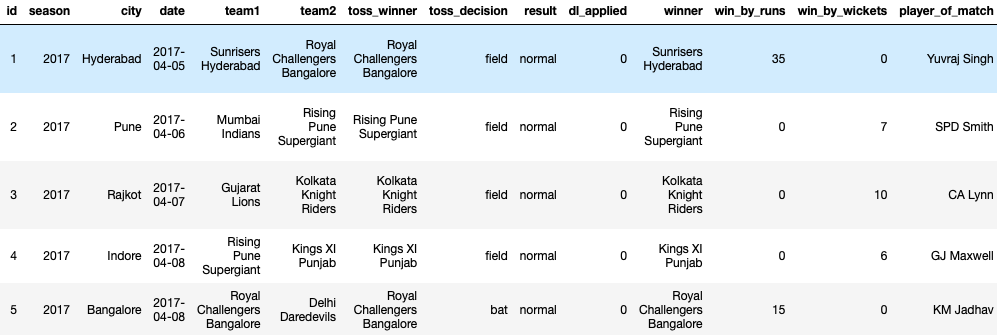 id season city date team1 team2 toss_winner toss_decision result dl_applied winner win_by_runs win_by_wickets player_of_match
1 2017 Hyderabad 2017-04-05 Sunrisers Hyderabad Royal Challengers Bangalore Royal Challengers Bangalore field normal 0 Sunrisers Hyderabad 35 0 Yuvraj Singh
2 2017 Pune 2017-04-06 Mumbai Indians Rising Pune Supergiant Rising Pune Supergiant field normal 0 Rising Pune Supergiant 0 7 SPD Smith
3 2017 Rajkot 2017-04-07 Gujarat Lions Kolkata Knight Riders Kolkata Knight Riders field normal 0 Kolkata Knight Riders 0 10 CA Lynn
4 2017 Indore 2017-04-08 Rising Pune Supergiant Kings XI Punjab Kings XI Punjab field normal 0 Kings XI Punjab 0 6 GJ Maxwell
5 2017 Bangalore 2017-04-08 Royal Challengers Bangalore Delhi Daredevils Royal Challengers Bangalore bat normal 0 Royal Challengers Bangalore 15 0 KM Jadhav